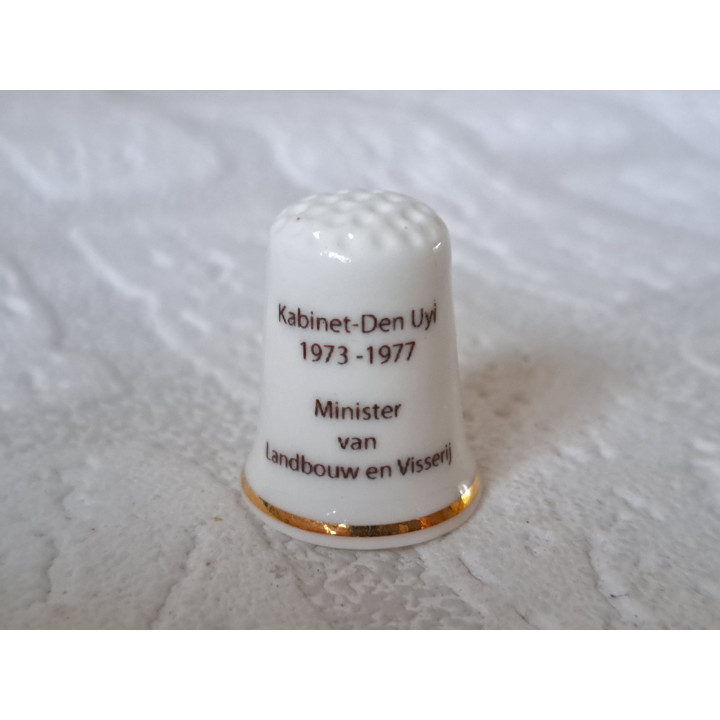 Kabinet-Den Uyl
1973 -1977
Minister
van
Landbouw en Visserij